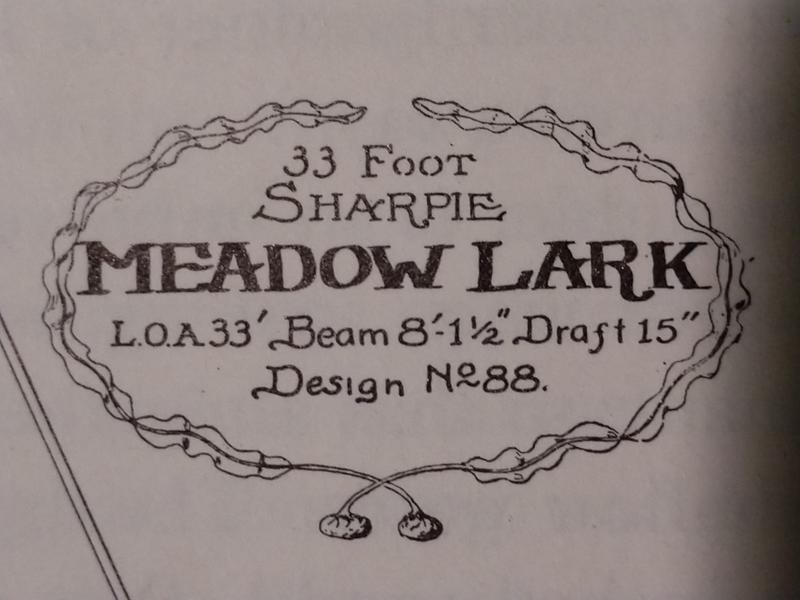 33 Foot
SHARPIE
MEADOW LARK
L.O.A 33' Beam 8'-1½" Draft 15"
Design Nº 88.